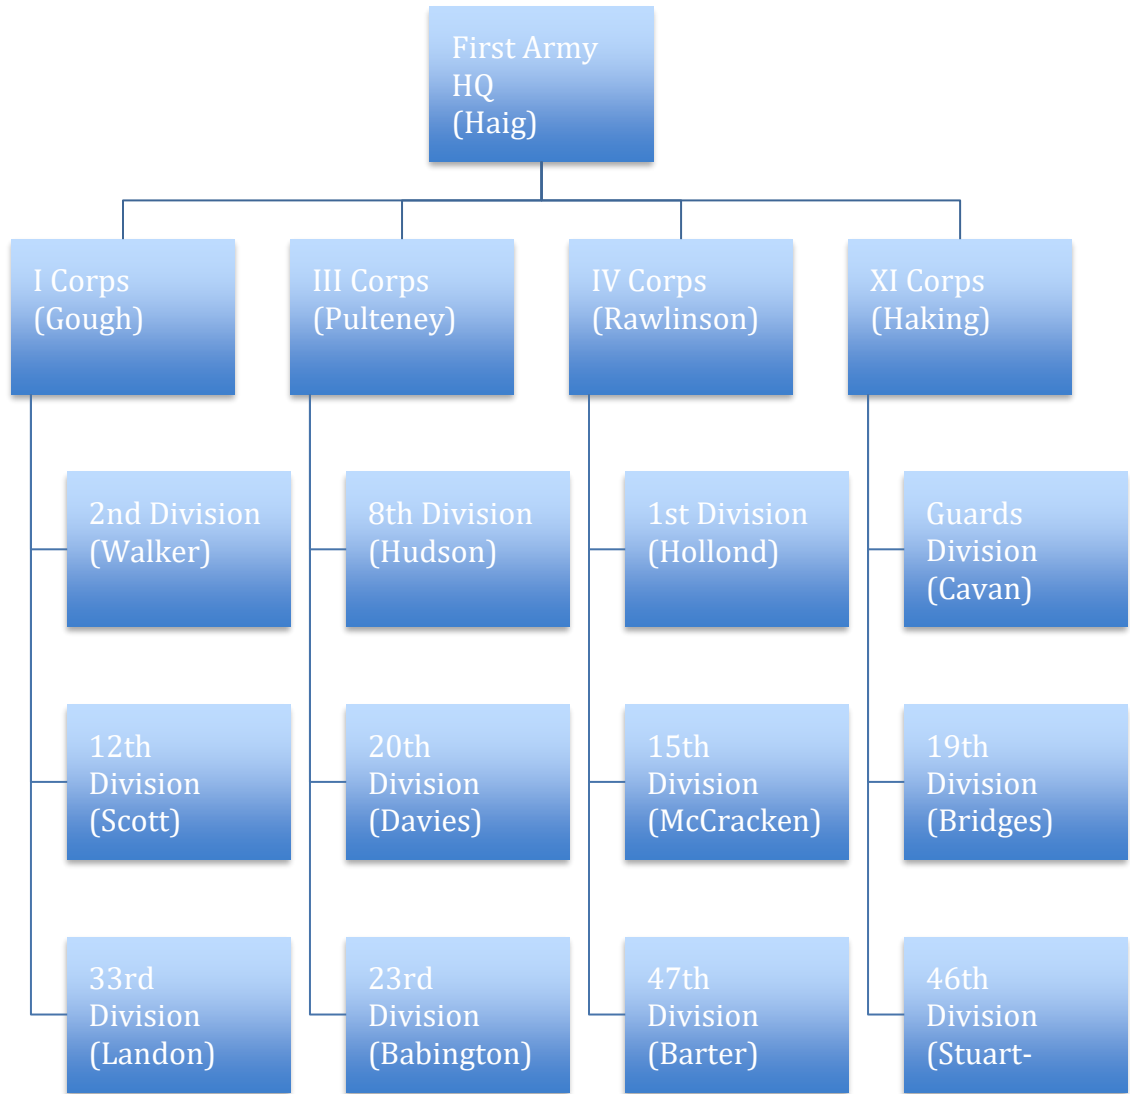 First Army
HQ
(Haig)
I Corps
(Gough)
III Corps
(Pulteney)
IV Corps
(Rawlinson)
XI Corps
(Haking)
2nd Division
(Walker)
8th Division
(Hudson)
1st Division
(Hollond)
Guards
Division
(Cavan)
12th
Division
(Scott)
20th
Division
(Davies)
15th
Division
(McCracken)
19th
Division
(Bridges)
33rd
Division
(Landon)
23rd
Division
(Babington)
47th
Division
(Barter)
46th
Division
(Stuart-